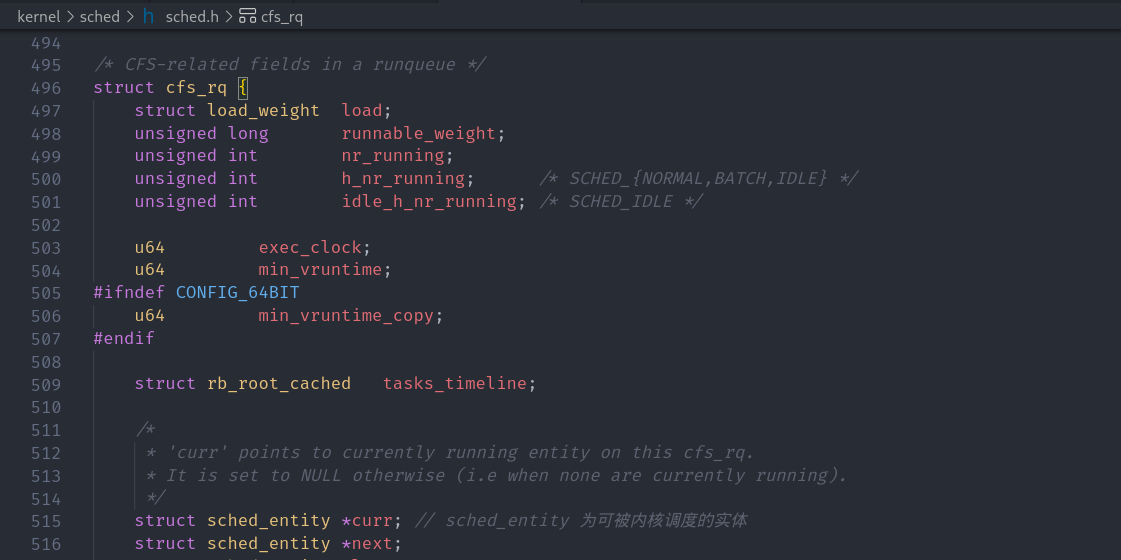 kernel > sched > h sched.h > cfs_rq
494
495 /* CFS-related fields in a runqueue */
496 struct cfs_rq {
497     struct load_weight  load;
498     unsigned long       runnable_weight;
499     unsigned int        nr_running;
500     unsigned int        h_nr_running;      /* SCHED_{NORMAL,BATCH,IDLE} */
501     unsigned int        idle_h_nr_running; /* SCHED_IDLE */
502
503     u64         exec_clock;
504     u64         min_vruntime;
505 #ifndef CONFIG_64BIT
506     u64         min_vruntime_copy;
507 #endif
508
509     struct rb_root_cached   tasks_timeline;
510
511     /*
512      * 'curr' points to currently running entity on this cfs_rq.
513      * It is set to NULL otherwise (i.e when none are currently running).
514      */
515     struct sched_entity *curr; // sched_entity 为可被内核调度的实体
516     struct sched_entity *next;